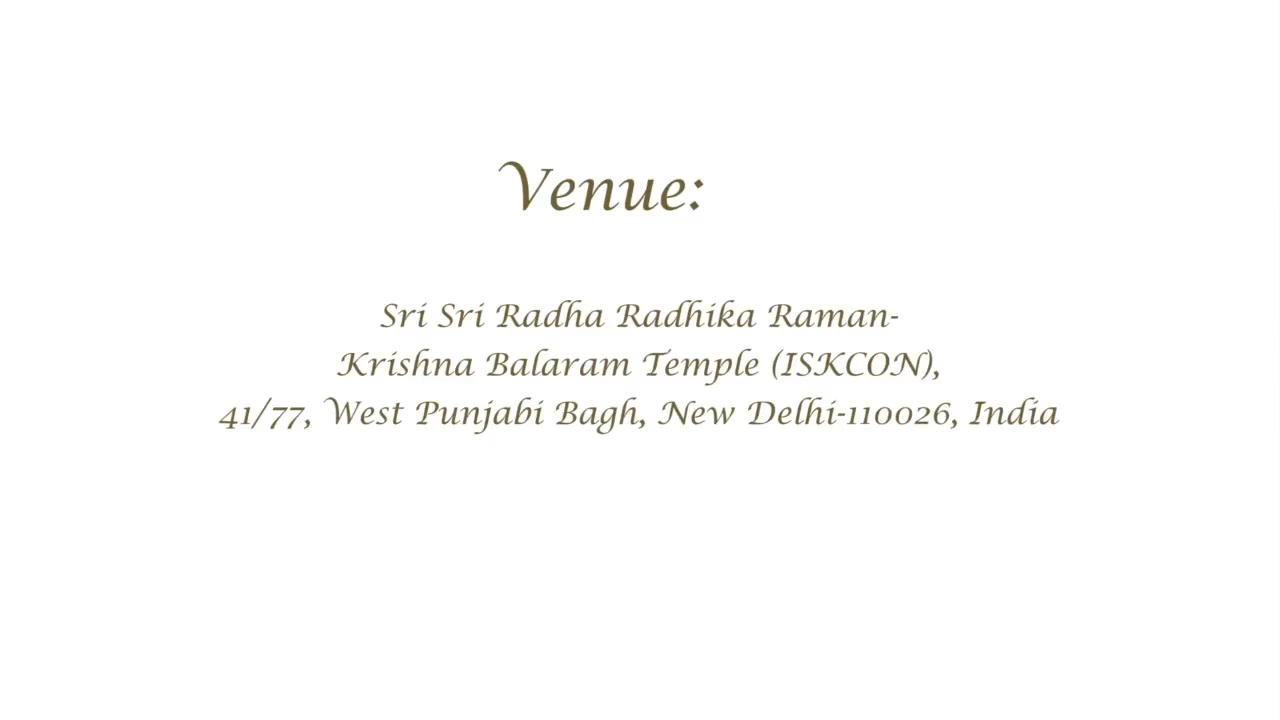 Venue:
Sri Sri Radha Radhika Raman-
Krishna Balaram Temple (ISKCON),
41/77, West Punjabi Bagh, New Delhi-110026, India